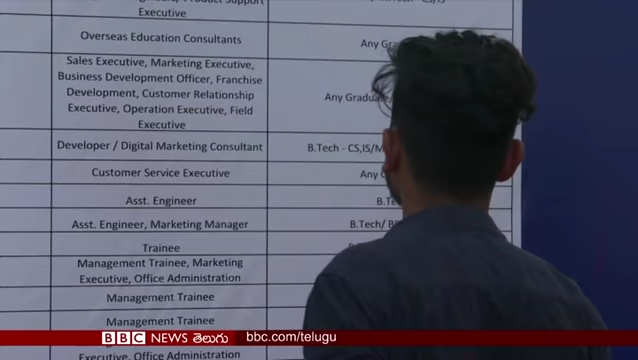 Executive
Overseas Education Consultants
Any
Sales Executive, Marketing Executive,
Business Development Officer, Franchise
Development, Customer Relationship
Executive, Operation Executive, Field
Executive
Any Graduate
Developer / Digital Marketing Consultant
B.Tech - CS,IS/M
Customer Service Executive
Any
Asst. Engineer
Asst. Engineer, Marketing Manager
B.Tech/
Trainee
Management Trainee, Marketing
Executive, Office Administration
Management Trainee
Management Trainee
BBC NEWS తెలుగు bbc.com/telugu
Executive, Office Administration